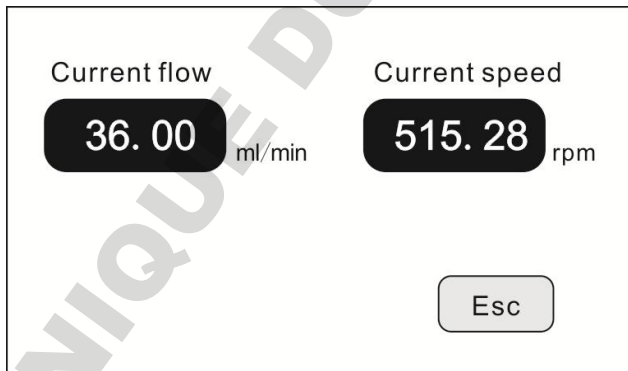 Current flow
Current speed
36. 00 ml/min
515. 28 rpm
Esc